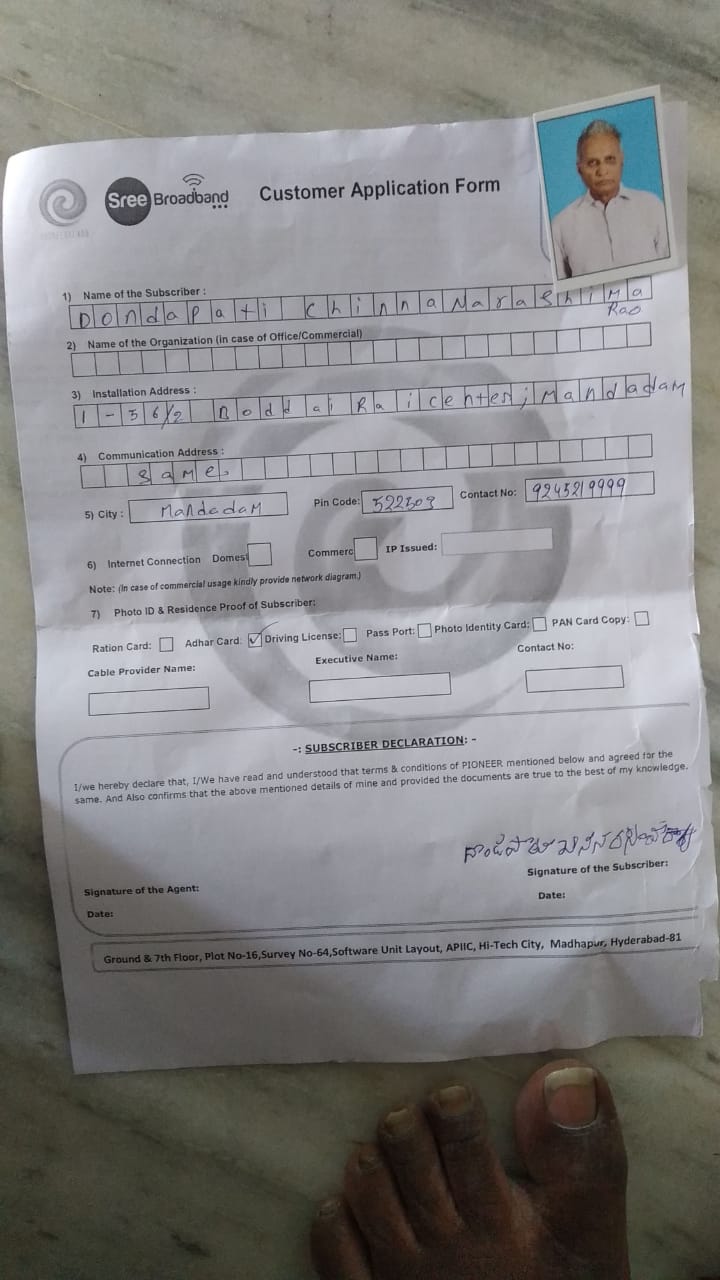 Sree Broadband
Customer Application Form
1) Name of the Subscriber :
Dondapati Chinna NaraShiMa
Rao
2) Name of the Organization (in case of Office/Commercial)
3) Installation Address :
1-56/2 center, Mandadam
4) Communication Address :
Same.
5) City : Mandadam Pin Code: 522503 Contact No: 9245219999
6) Internet Connection Domest Commerc IP Issued:
Note: (In case of commercial usage kindly provide network diagram.)
7) Photo ID & Residence Proof of Subscriber:
Ration Card: Adhar Card: ✓ Driving License: Pass Port: Photo Identity Card: PAN Card Copy:
Cable Provider Name: Executive Name: Contact No:
-: SUBSCRIBER DECLARATION: -
I/we hereby declare that, I/We have read and understood that terms & conditions of PIONEER mentioned below and agreed for the
same. And Also confirms that the above mentioned details of mine and provided the documents are true to the best of my knowledge.
Signature of the Subscriber:
Signature of the Agent:
Date:
Date:
Ground & 7th Floor, Plot No-16,Survey No-64,Software Unit Layout, APIIC, Hi-Tech City, Madhapur, Hyderabad-81